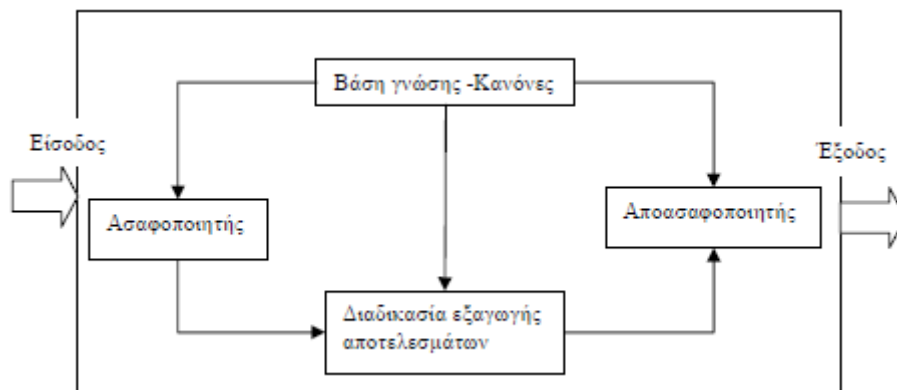 Βάση γνώσης -Κανόνες
Είσοδος
Έξοδος
Ασαφοποιητής
Αποασαφοποιητής
Διαδικασία εξαγωγής
αποτελεσμάτων